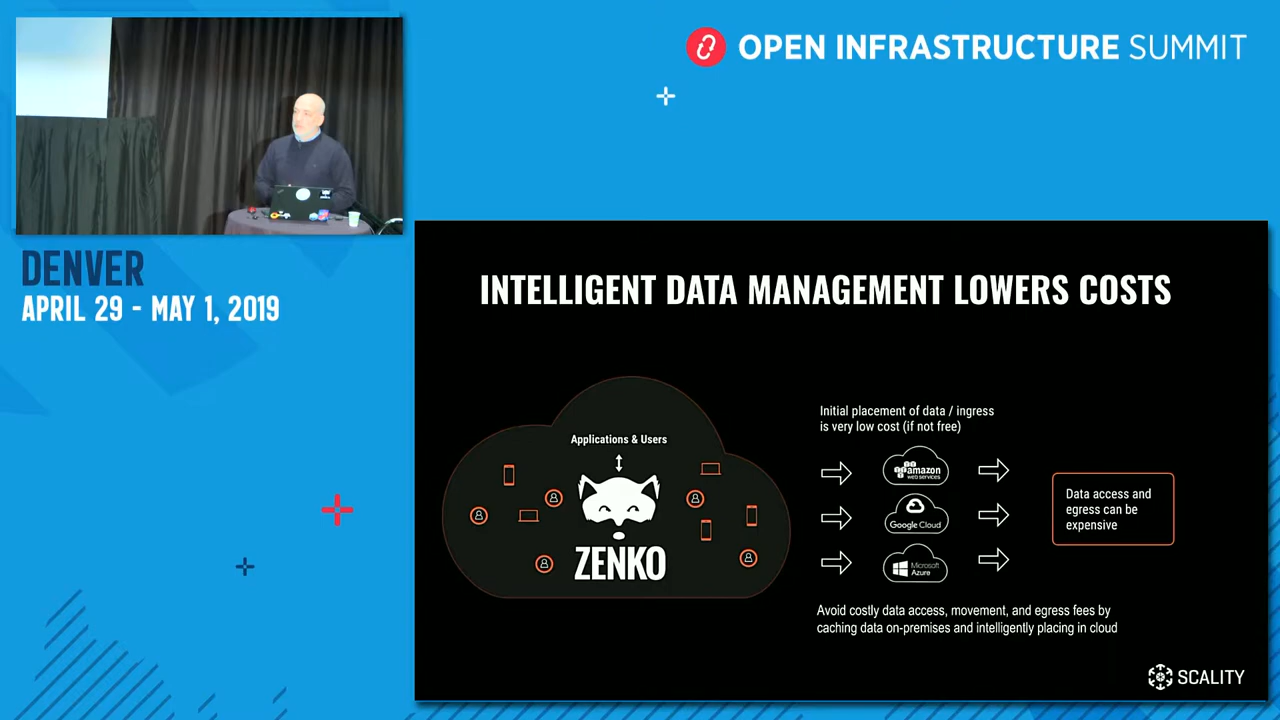 OPEN INFRASTRUCTURE SUMMIT
DENVER
APRIL 29 - MAY 1, 2019
INTELLIGENT DATA MANAGEMENT LOWERS COSTS
Applications & Users
ZENKO
Initial placement of data / ingress
is very low cost (if not free)
amazon
web services
Google Cloud
Microsoft
Azure
Data access and
egress can be
expensive
Avoid costly data access, movement, and egress fees by
caching data on-premises and intelligently placing in cloud
SCALITY